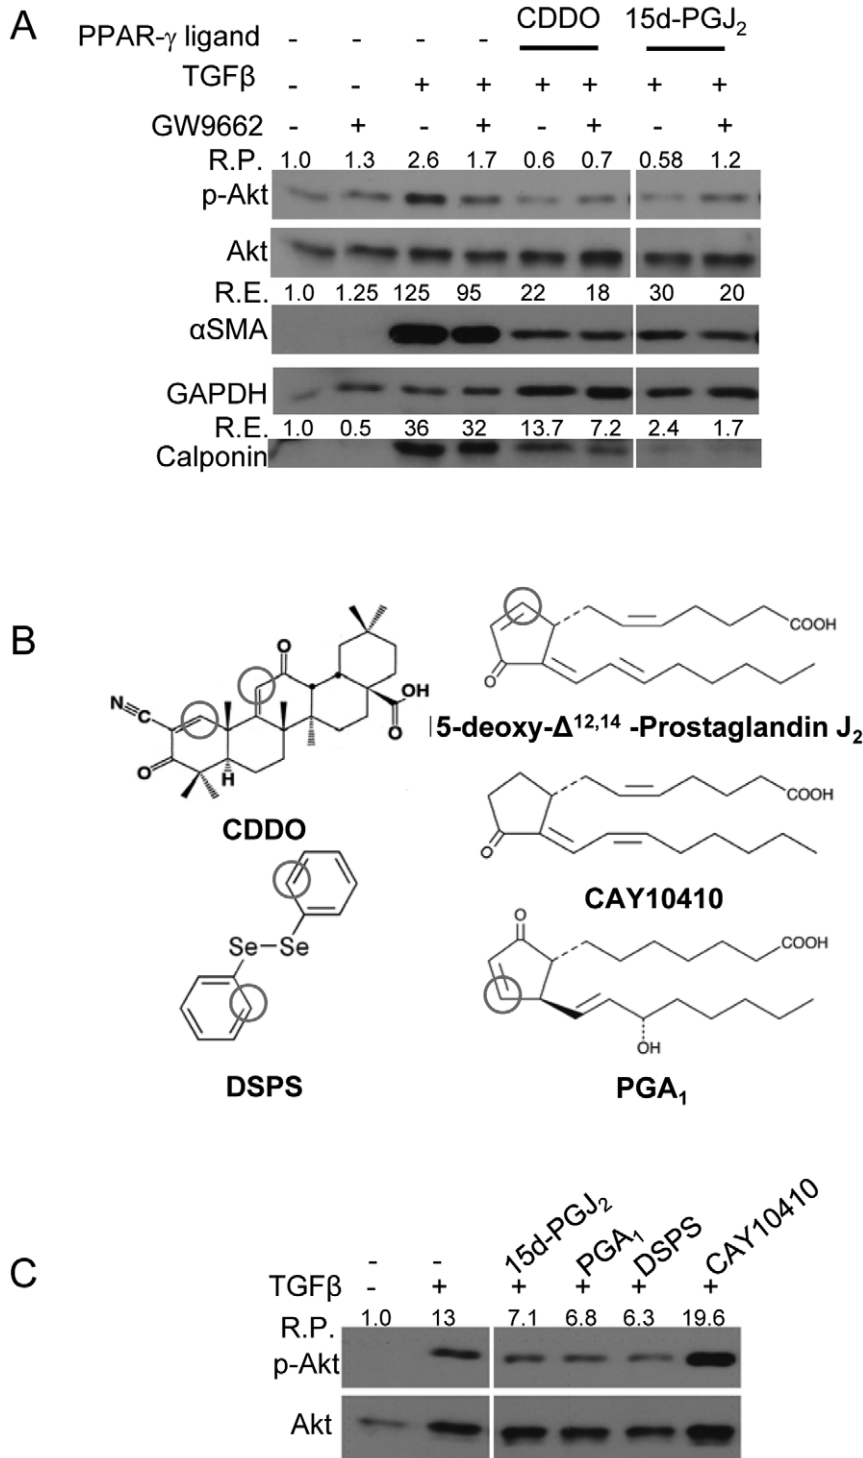 A
CDDO 15d-PGJ2
PPAR-γ ligand - - - -
TGFβ - - + + + + + +
GW9662 - + - + - + - +
R.P. 1.0 1.3 2.6 1.7 0.6 0.7 0.58 1.2
p-Akt
Akt
R.E. 1.0 1.25 125 95 22 18 30 20
αSMA
GAPDH
R.E. 1.0 0.5 36 32 13.7 7.2 2.4 1.7
Calponin
B
COOH
O
l5-deoxy-Δ12,14 -Prostaglandin J2
O
N
OH
O
O
H
CDDO
COOH
O
CAY10410
Se Se
DSPS
O
COOH
OH
PGA1
C
15d-PGJ2 PGA1 DSPS CAY10410
- -
TGFβ - + + + + +
R.P. 1.0 13 7.1 6.8 6.3 19.6
p-Akt
Akt